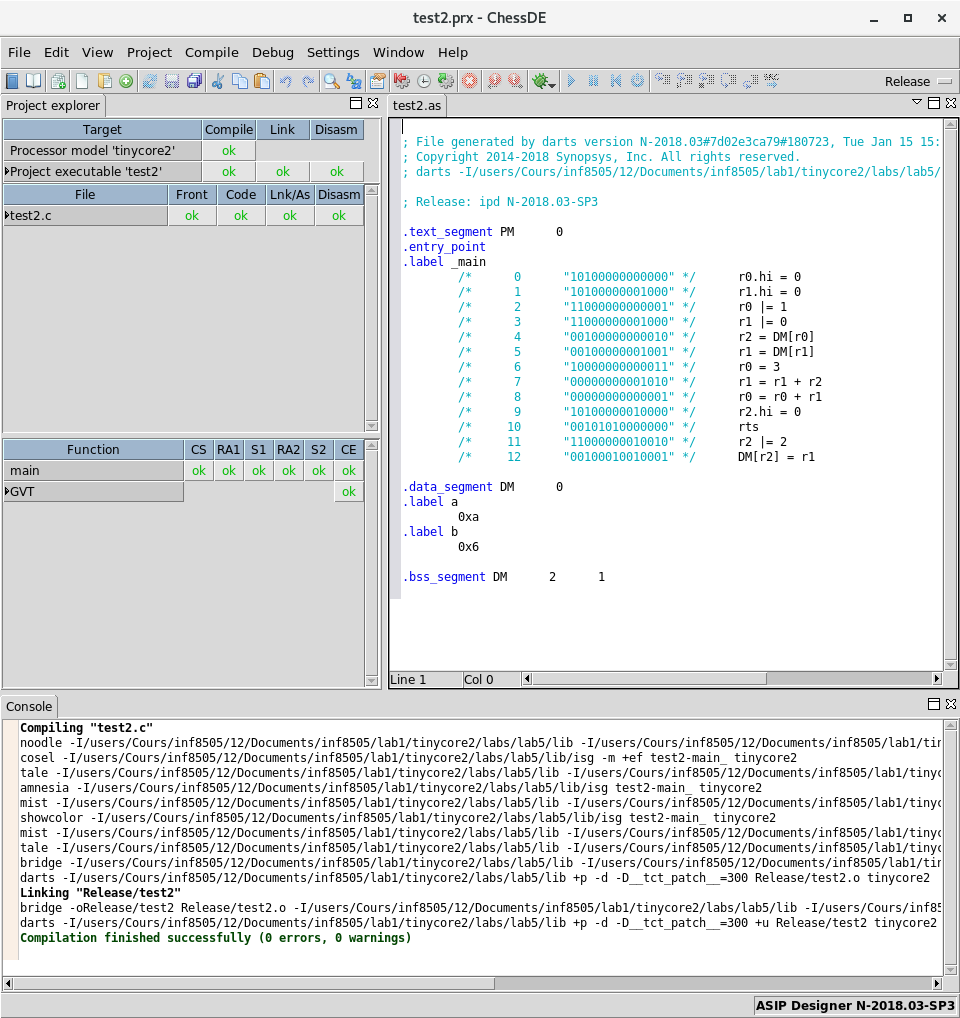 test2.prx - ChessDE
File Edit View Project Compile Debug Settings Window Help
Release
Project explorer
Target Compile Link Disasm
Processor model 'tinycore2' ok
Project executable 'test2' ok ok ok
File Front Code Lnk/As Disasm
test2.c ok ok ok ok
Function CS RA1 S1 RA2 S2 CE
main ok ok ok ok ok ok
GVT ok
test2.as
; File generated by darts version N-2018.03#7d02e3ca79#180723, Tue Jan 15 15:
; Copyright 2014-2018 Synopsys, Inc. All rights reserved.
; darts -I/users/Cours/inf8505/12/Documents/inf8505/lab1/tinycore2/labs/lab5/
; Release: ipd N-2018.03-SP3
.text_segment PM 0
.entry_point
.label _main
/* 0 "10100000000000" */ r0.hi = 0
/* 1 "10100000001000" */ r1.hi = 0
/* 2 "11000000000001" */ r0 |= 1
/* 3 "11000000001000" */ r1 |= 0
/* 4 "00100000000010" */ r2 = DM[r0]
/* 5 "00100000001001" */ r1 = DM[r1]
/* 6 "10000000000011" */ r0 = 3
/* 7 "00000000001010" */ r1 = r1 + r2
/* 8 "00000000000001" */ r0 = r0 + r1
/* 9 "10100000010000" */ r2.hi = 0
/* 10 "00101010000000" */ rts
/* 11 "11000000010010" */ r2 |= 2
/* 12 "00100010010001" */ DM[r2] = r1
.data_segment DM 0
.label a
0xa
.label b
0x6
.bss_segment DM 2 1
Line 1 Col 0
Console
Compiling "test2.c"
noodle -I/users/Cours/inf8505/12/Documents/inf8505/lab1/tinycore2/labs/lab5/lib -I/users/Cours/inf8505/12/Documents/inf8505/lab1/tin
cosel -I/users/Cours/inf8505/12/Documents/inf8505/lab1/tinycore2/labs/lab5/lib/isg -m +ef test2-main_ tinycore2
tale -I/users/Cours/inf8505/12/Documents/inf8505/lab1/tinycore2/labs/lab5/lib -I/users/Cours/inf8505/12/Documents/inf8505/lab1/tinyc
amnesia -I/users/Cours/inf8505/12/Documents/inf8505/lab1/tinycore2/labs/lab5/lib/isg test2-main_ tinycore2
mist -I/users/Cours/inf8505/12/Documents/inf8505/lab1/tinycore2/labs/lab5/lib -I/users/Cours/inf8505/12/Documents/inf8505/lab1/tinyc
showcolor -I/users/Cours/inf8505/12/Documents/inf8505/lab1/tinycore2/labs/lab5/lib/isg test2-main_ tinycore2
mist -I/users/Cours/inf8505/12/Documents/inf8505/lab1/tinycore2/labs/lab5/lib -I/users/Cours/inf8505/12/Documents/inf8505/lab1/tinyc
tale -I/users/Cours/inf8505/12/Documents/inf8505/lab1/tinycore2/labs/lab5/lib -I/users/Cours/inf8505/12/Documents/inf8505/lab1/tinyc
bridge -I/users/Cours/inf8505/12/Documents/inf8505/lab1/tinycore2/labs/lab5/lib -I/users/Cours/inf8505/12/Documents/inf8505/lab1/tin
darts -I/users/Cours/inf8505/12/Documents/inf8505/lab1/tinycore2/labs/lab5/lib +p -d -D__tct_patch__=300 Release/test2.o tinycore2
Linking "Release/test2"
bridge -oRelease/test2 Release/test2.o -I/users/Cours/inf8505/12/Documents/inf8505/lab1/tinycore2/labs/lab5/lib -I/users/Cours/inf85
darts -I/users/Cours/inf8505/12/Documents/inf8505/lab1/tinycore2/labs/lab5/lib +p -d -D__tct_patch__=300 +u Release/test2 tinycore2
Compilation finished successfully (0 errors, 0 warnings)
ASIP Designer N-2018.03-SP3